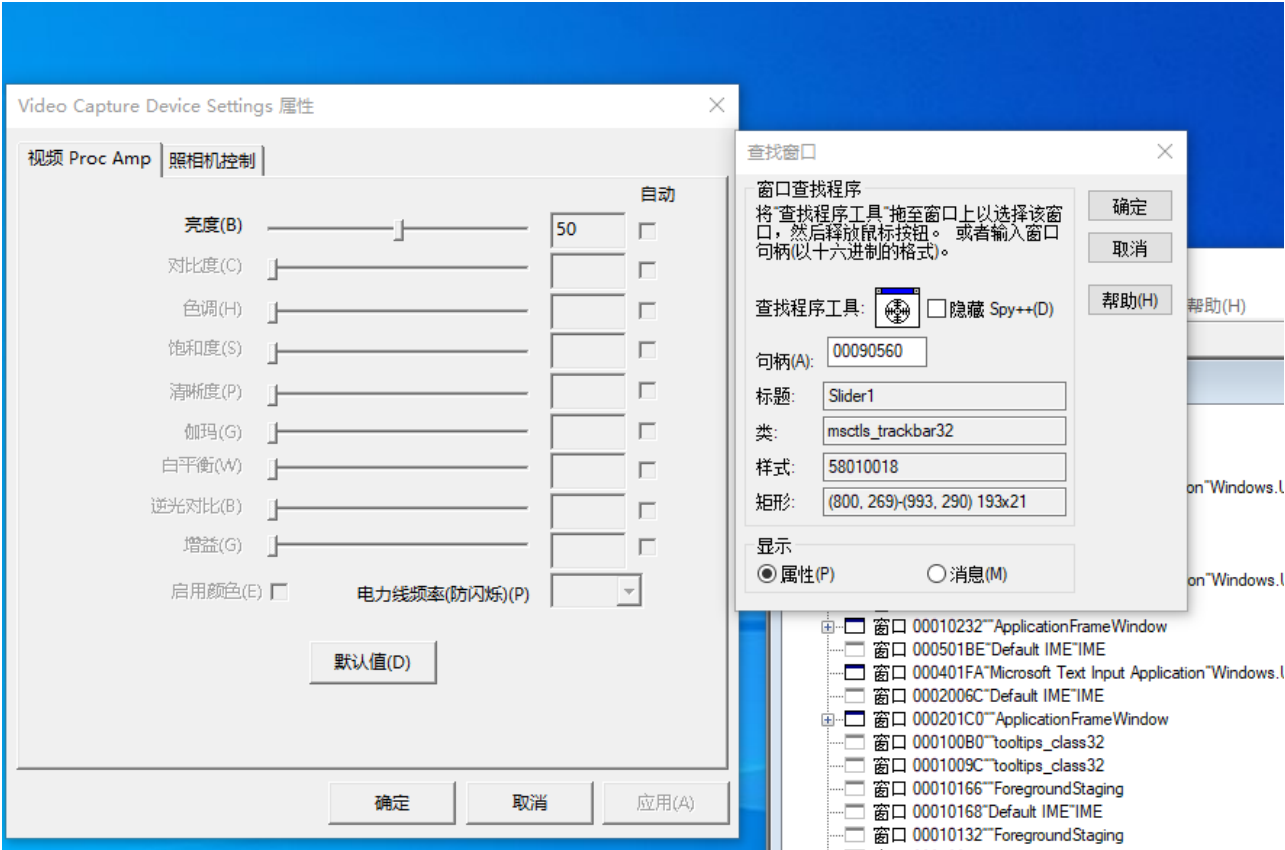 Video Capture Device Settings 属性
视频 Proc Amp
照相机控制
自动
亮度(B)
50
对比度(C)
色调(H)
饱和度(S)
清晰度(P)
伽玛(G)
白平衡(W)
逆光对比(B)
增益(G)
启用颜色(E)
电力线频率(防闪烁)(P)
默认值(D)
确定
取消
应用(A)
查找窗口
窗口查找程序
将"查找程序工具"拖至窗口上以选择该窗
口，然后释放鼠标按钮。 或者输入窗口
句柄(以十六进制的格式)。
确定
取消
帮助(H)
查找程序工具:
隐藏 Spy++(D)
句柄(A):
00090560
标题:
Slider1
类:
msctls_trackbar32
样式:
58010018
矩形:
(800, 269)-(993, 290) 193x21
显示
属性(P)
消息(M)
帮助(H)
on"Windows.U
on"Windows.U
窗口 00010232""ApplicationFrameWindow
窗口 000501BE"Default IME"IME
窗口 000401FA"Microsoft Text Input Application"Windows.U
窗口 0002006C"Default IME"IME
窗口 000201C0""ApplicationFrameWindow
窗口 000100B0""tooltips_class32
窗口 0001009C""tooltips_class32
窗口 00010166""ForegroundStaging
窗口 00010168"Default IME"IME
窗口 00010132""ForegroundStaging